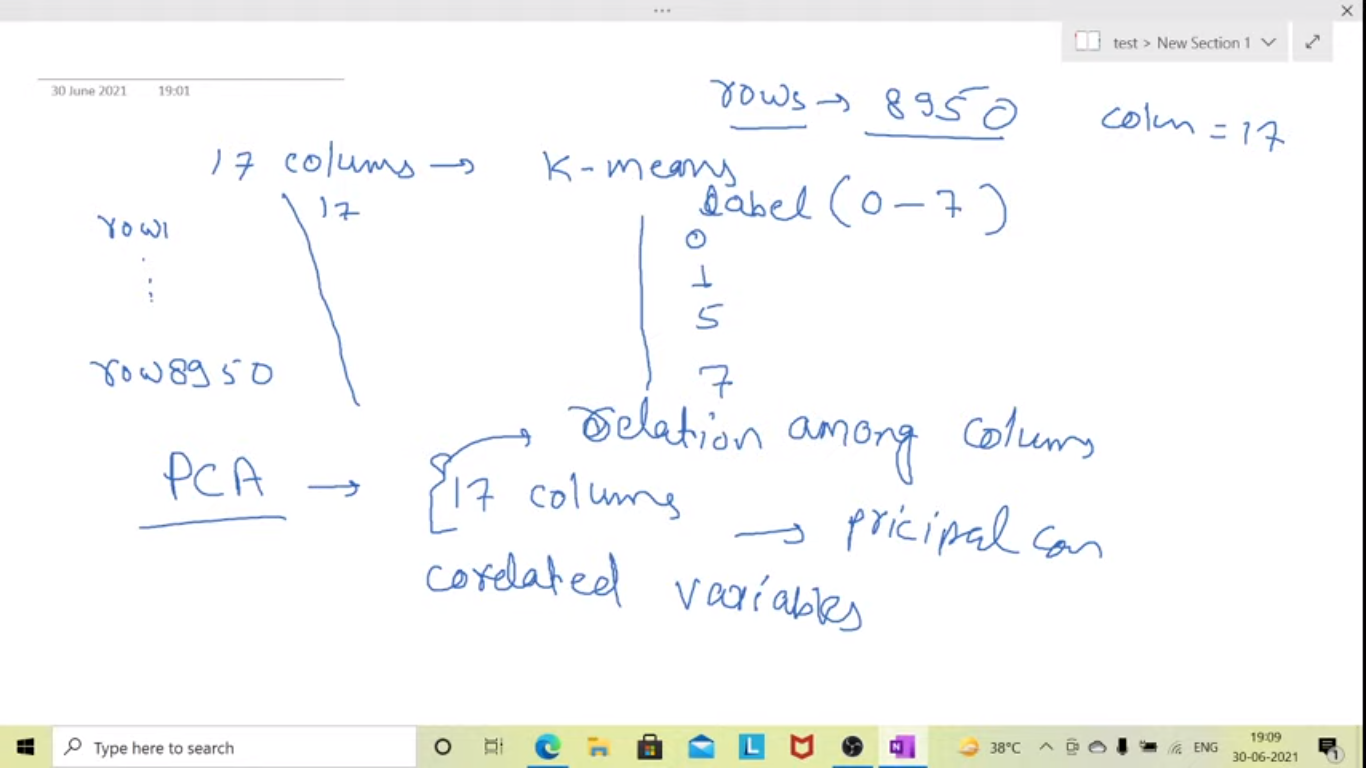 test > New Section 1
30 June 2021 19:01
rows → 8950 coln = 17
17 colums → K-means
17 label (0-7)
row1
0
1
5
row8950
7
relation among colums
PCA → 17 colums
→ pricipal com
corelated variables
Type here to search
38°C
ENG
19:09
30-06-2021
1